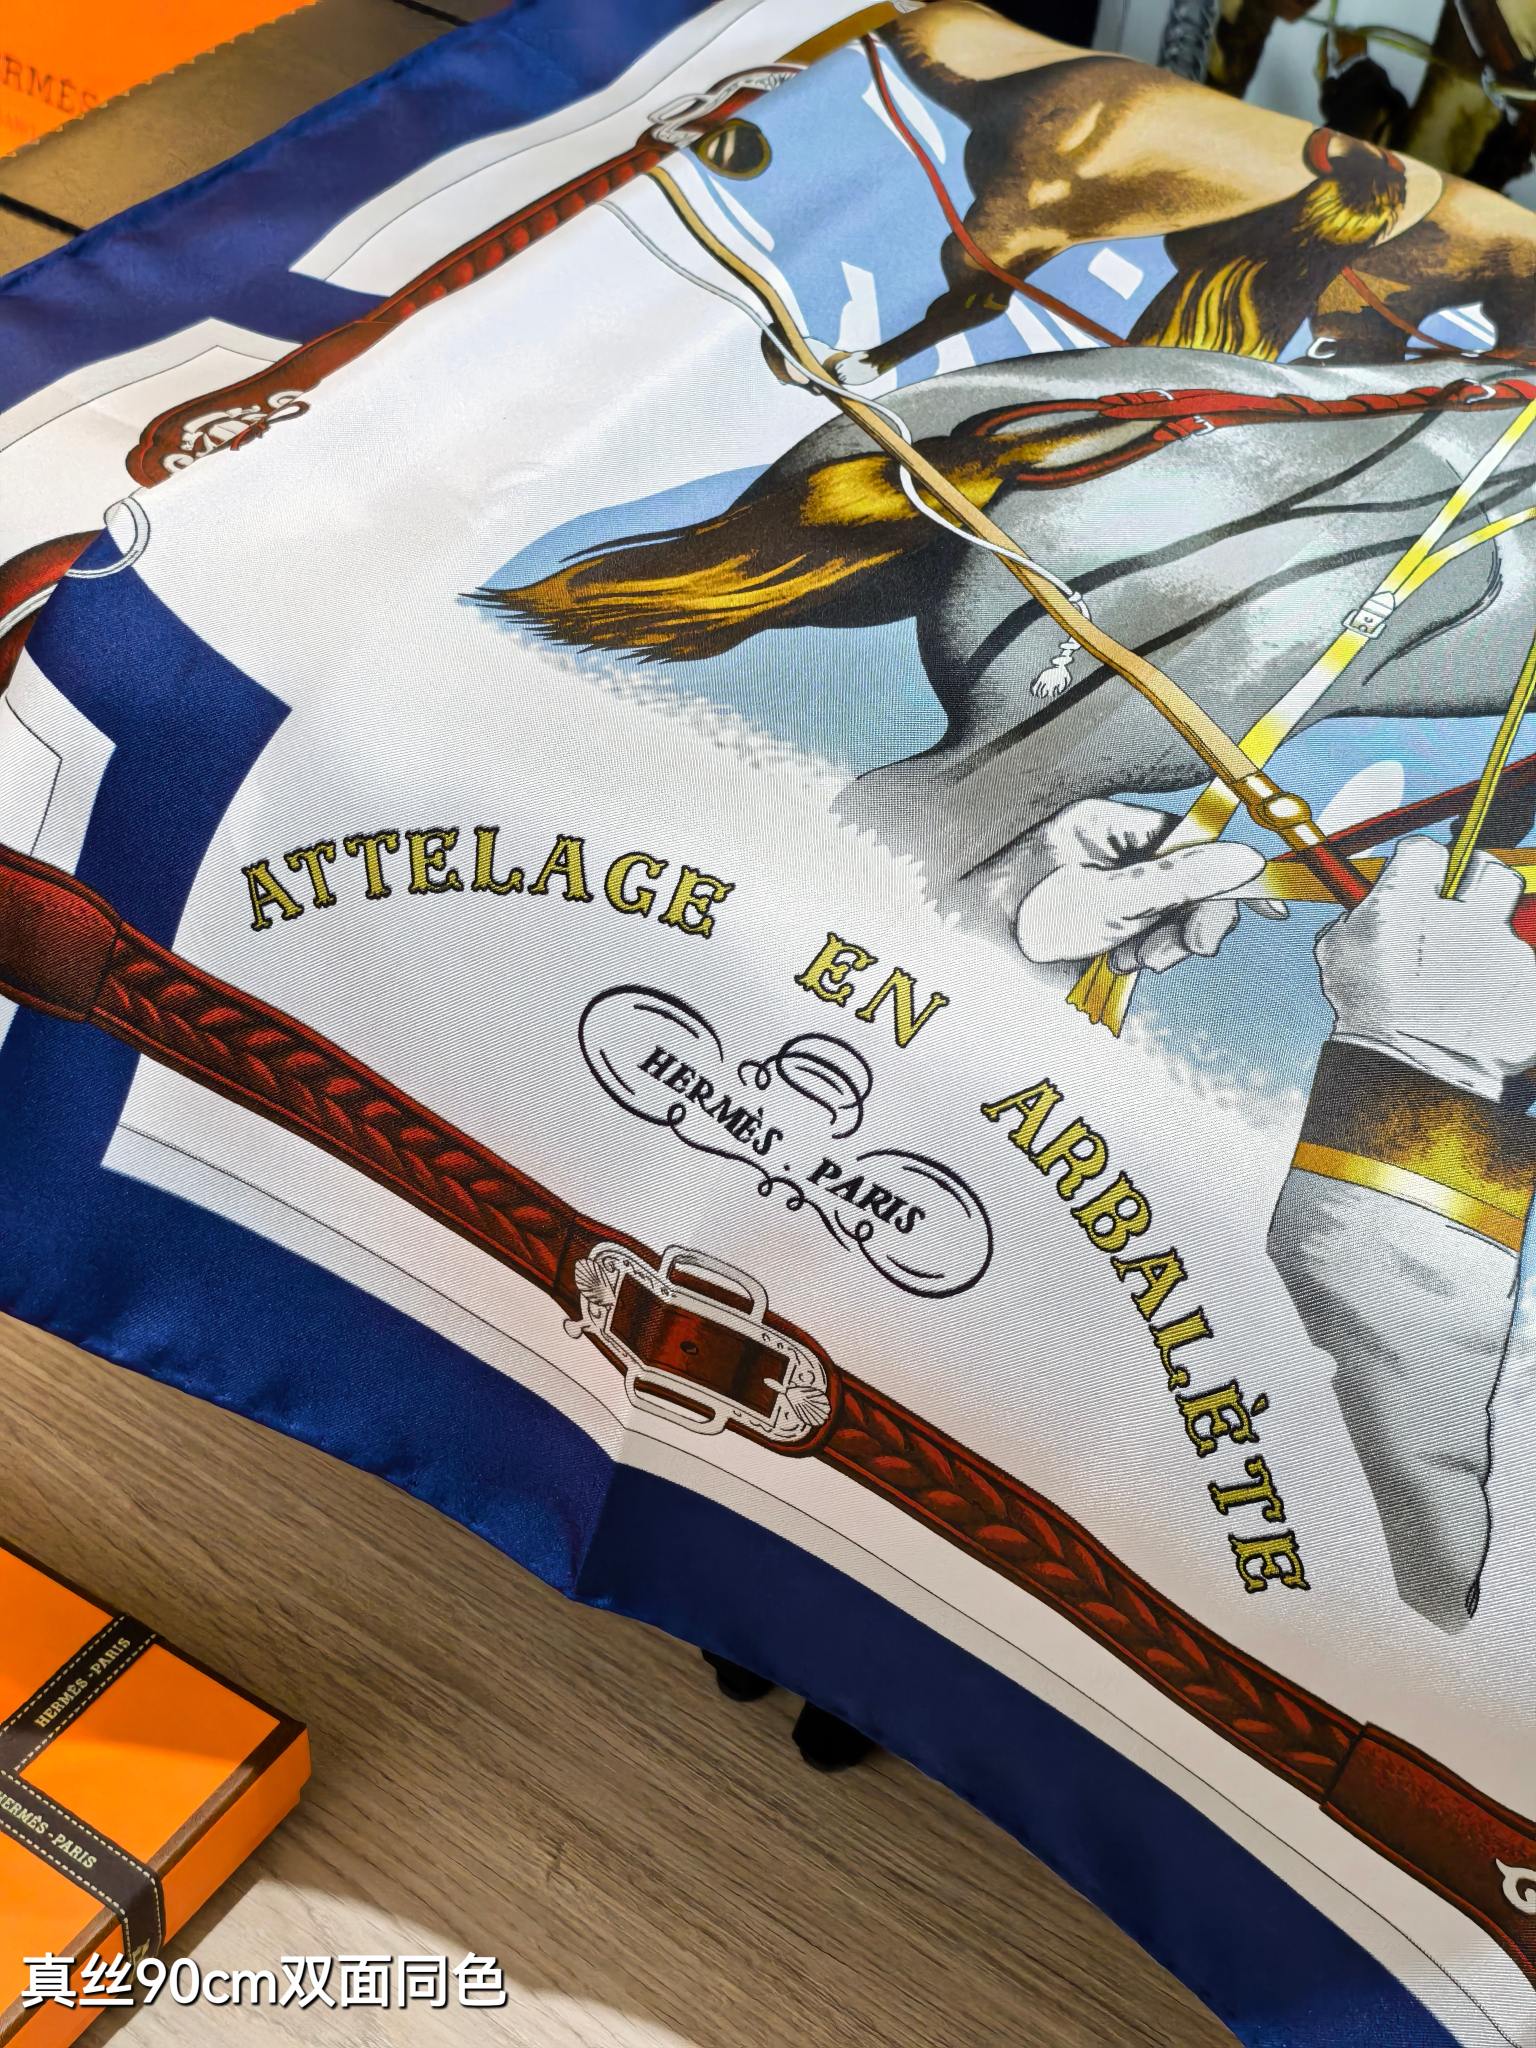 ATTELAGE EN ARBALÈTE
HERMÈS.PARIS
HERMÈS-PARIS
HERMÈS-PARIS
真丝90cm双面同色